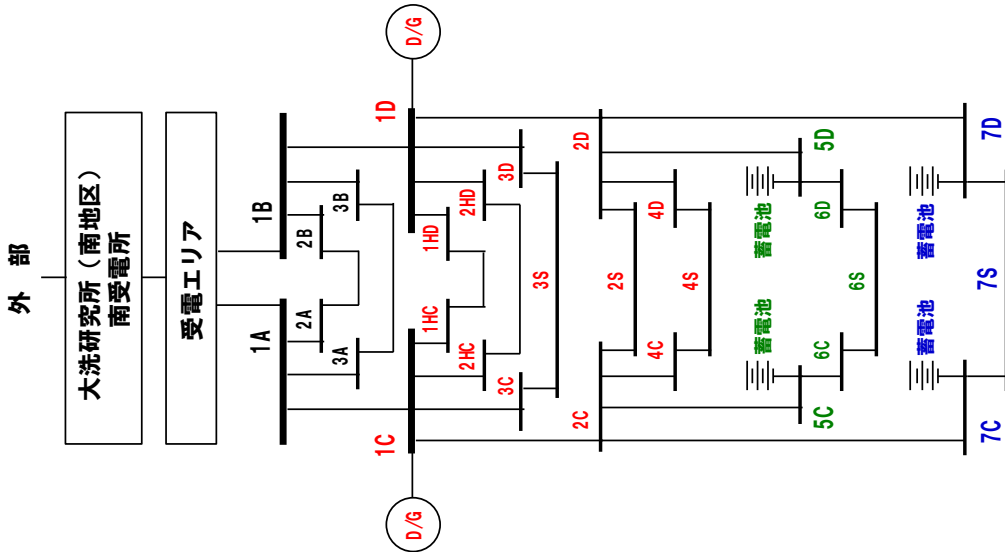 外 部
大洗研究所（南地区）
南受電所
受電エリア
1A
1B
2A
2B
3A
3B
D/G
D/G
1C
1D
1HC
1HD
2HC
2HD
3C
3D
3S
2C
2D
2S
4C
4D
4S
蓄電池
蓄電池
5C
5D
6C
6D
6S
蓄電池
蓄電池
7C
7D
7S